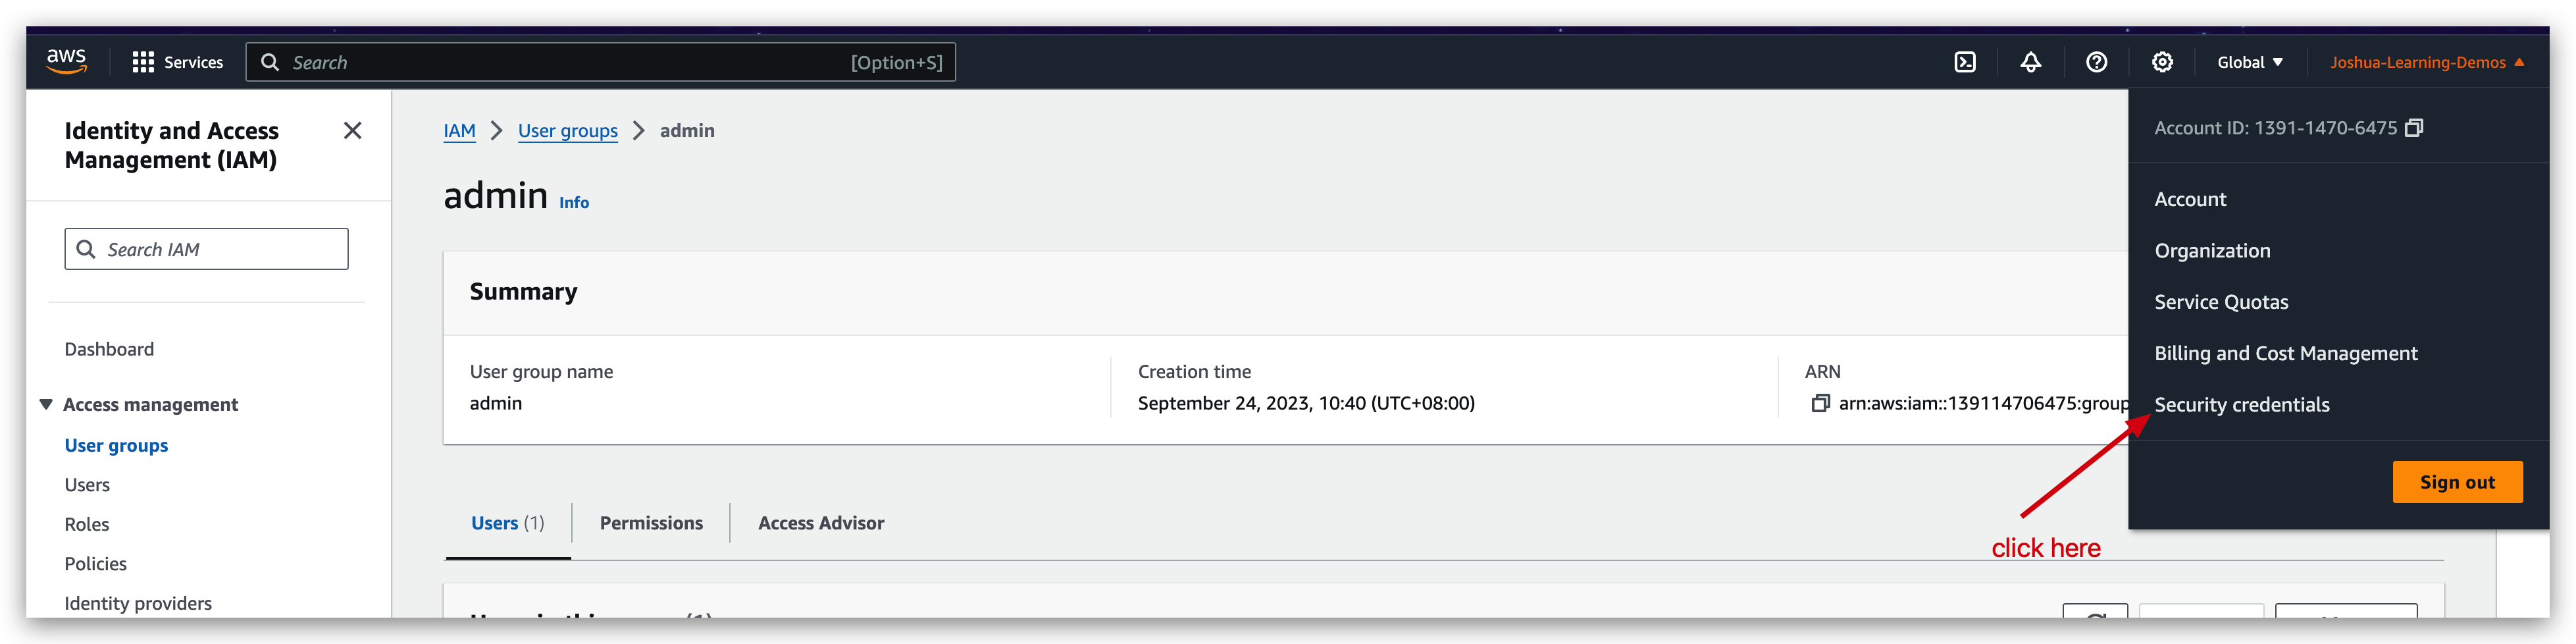 aws
Services
Search
[Option+S]
Global
Joshua-Learning-Demos
Identity and Access
Management (IAM)
Search IAM
Dashboard
Access management
User groups
Users
Roles
Policies
Identity providers
IAM
User groups
admin
admin
Info
Summary
User group name
admin
Creation time
September 24, 2023, 10:40 (UTC+08:00)
ARN
arn:aws:iam::139114706475:group
Users (1)
Permissions
Access Advisor
Account ID: 1391-1470-6475
Account
Organization
Service Quotas
Billing and Cost Management
Security credentials
Sign out
click here